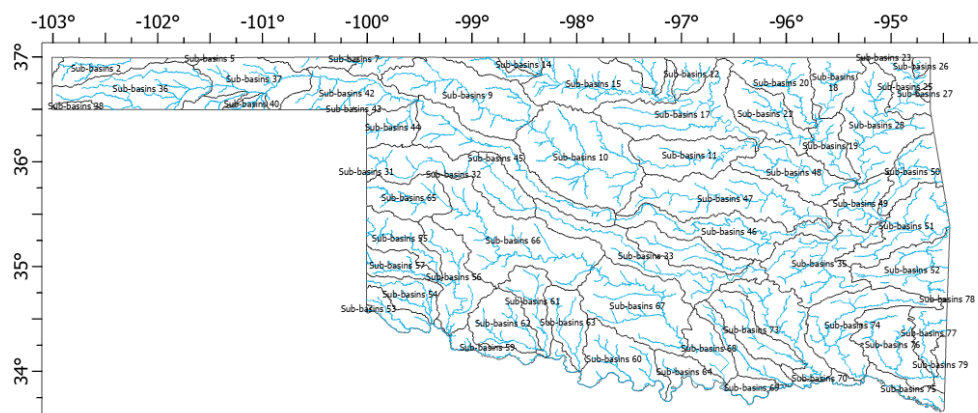 -103° -102° -101° -100° -99° -98° -97° -96° -95°
37°
36°
35°
34°
Sub-basins 5
Sub-basins 7
Sub-basins 23
Sub-basins 2
Sub-basins 14
Sub-basins 26
Sub-basins 12
Sub-basins 37
Sub-basins 36
Sub-basins 15
Sub-basins 20
Sub-basins
18
Sub-basins 25
Sub-basins 27
Sub-basins 42
Sub-basins 9
Sub-basins 38
Sub-basins 40
Sub-basins 43
Sub-basins 17
Sub-basins 44
Sub-basins 28
Sub-basins 19
Sub-basins 45
Sub-basins 10
Sub-basins 11
Sub-basins 31
Sub-basins 32
Sub-basins 48
Sub-basins 50
Sub-basins 65
Sub-basins 47
Sub-basins 49
Sub-basins 55
Sub-basins 66
Sub-basins 46
Sub-basins 51
Sub-basins 33
Sub-basins 57
Sub-basins 56
Sub-basins 35
Sub-basins 52
Sub-basins 54
Sub-basins 53
Sub-basins 61
Sub-basins 67
Sub-basins 78
Sub-basins 62
Sub-basins 63
Sub-basins 73
Sub-basins 74
Sub-basins 77
Sub-basins 59
Sub-basins 68
Sub-basins 76
Sub-basins 60
Sub-basins 64
Sub-basins 70
Sub-basins 79
Sub-basins 69
Sub-basins 75